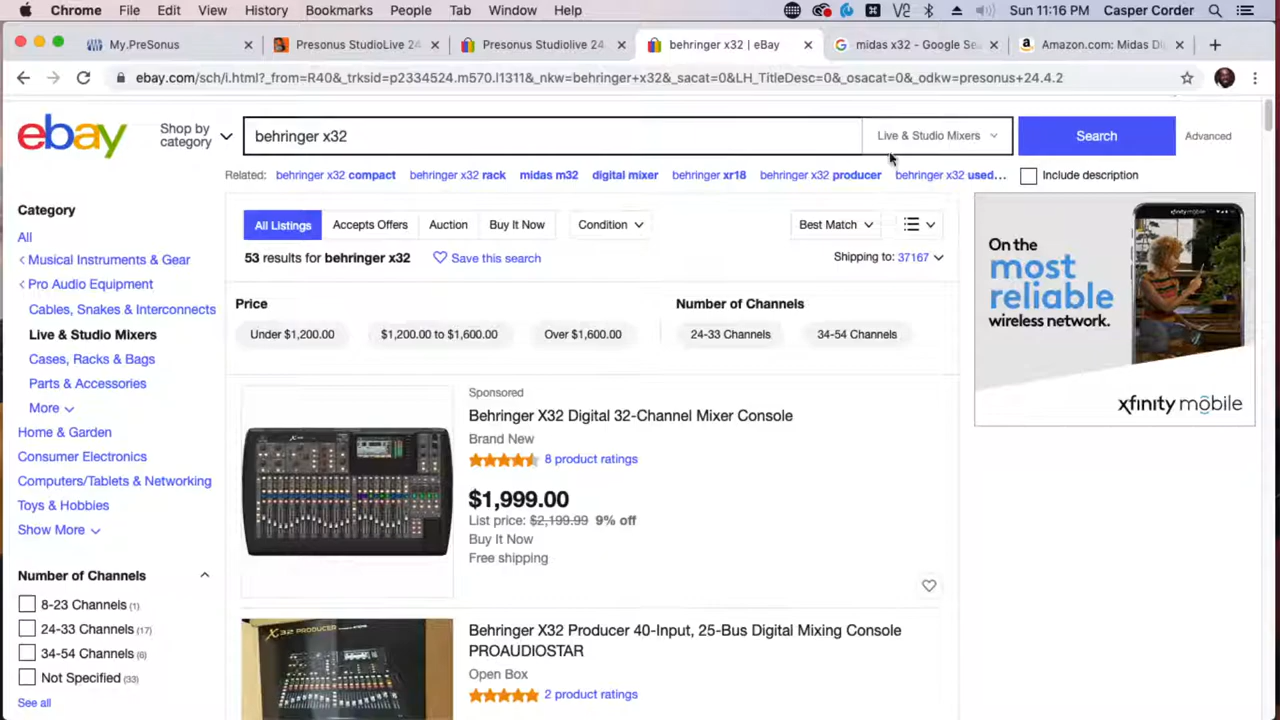 Chrome File Edit View History Bookmarks People Tab Window Help Sun 11:16 PM Casper Corder
My.PreSonus Presonus StudioLive 24 Presonus Studiolive 24 behringer x32 | eBay midas x32 - Google Se Amazon.com: Midas Di
ebay.com/sch/i.html?_from=R40&_trksid=p2334524.m570.l1311&_nkw=behringer+x32&_sacat=0&LH_TitleDesc=0&_osacat=0&_odkw=presonus+24.4.2
ebay Shop by category behringer x32 Live & Studio Mixers Search Advanced
Related: behringer x32 compact behringer x32 rack midas m32 digital mixer behringer xr18 behringer x32 producer behringer x32 used... Include description
Category
All
Musical Instruments & Gear
Pro Audio Equipment
Cables, Snakes & Interconnects
Live & Studio Mixers
Cases, Racks & Bags
Parts & Accessories
More
Home & Garden
Consumer Electronics
Computers/Tablets & Networking
Toys & Hobbies
Show More
Number of Channels
8-23 Channels (1)
24-33 Channels (17)
34-54 Channels (6)
Not Specified (33)
See all
All Listings Accepts Offers Auction Buy It Now Condition Best Match
53 results for behringer x32 Save this search Shipping to: 37167
Price Number of Channels
Under $1,200.00 $1,200.00 to $1,600.00 Over $1,600.00 24-33 Channels 34-54 Channels
Sponsored
Behringer X32 Digital 32-Channel Mixer Console
Brand New
8 product ratings
$1,999.00
List price: $2,199.99 9% off
Buy It Now
Free shipping
X32 PRODUCER
Behringer X32 Producer 40-Input, 25-Bus Digital Mixing Console
PROAUDIOSTAR
Open Box
2 product ratings
On the
most
reliable
wireless network.
xfinity mobile